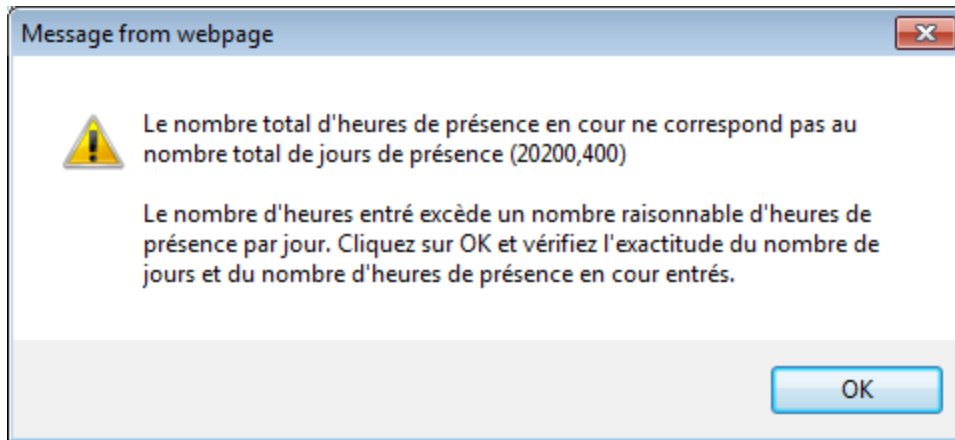 Message from webpage
Le nombre total d'heures de présence en cour ne correspond pas au
nombre total de jours de présence (20200,400)
Le nombre d'heures entré excède un nombre raisonnable d'heures de
présence par jour. Cliquez sur OK et vérifiez l'exactitude du nombre de
jours et du nombre d'heures de présence en cour entrés.
OK